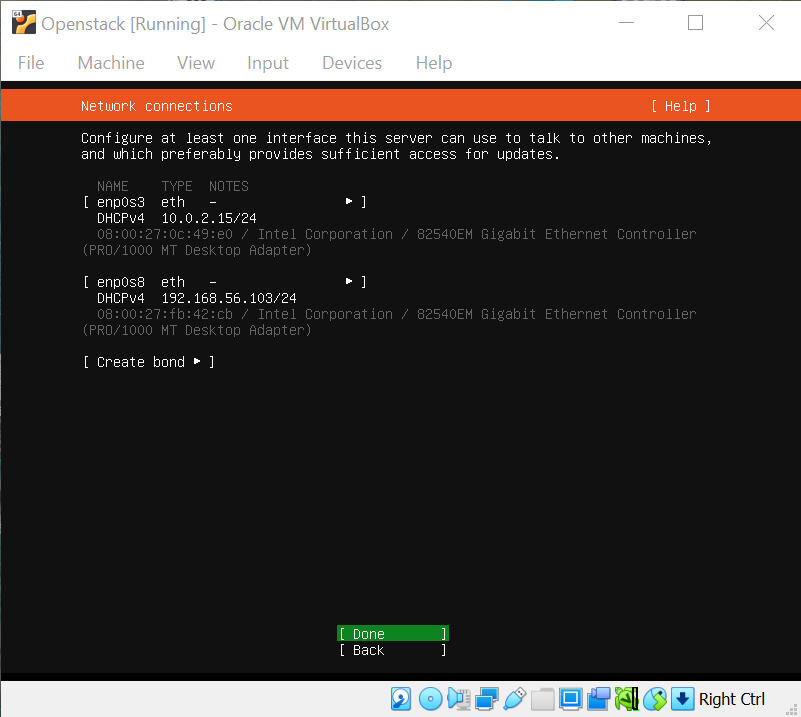 Openstack [Running] - Oracle VM VirtualBox
File Machine View Input Devices Help
Network connections [ Help ]
Configure at least one interface this server can use to talk to other machines,
and which preferably provides sufficient access for updates.
NAME TYPE NOTES
[ enp0s3 eth - ▸ ]
DHCPv4 10.0.2.15/24
08:00:27:0c:49:e0 / Intel Corporation / 82540EM Gigabit Ethernet Controller
(PRO/1000 MT Desktop Adapter)
[ enp0s8 eth - ▸ ]
DHCPv4 192.168.56.103/24
08:00:27:fb:42:cb / Intel Corporation / 82540EM Gigabit Ethernet Controller
(PRO/1000 MT Desktop Adapter)
[ Create bond ▸ ]
[ Done ]
[ Back ]
Right Ctrl